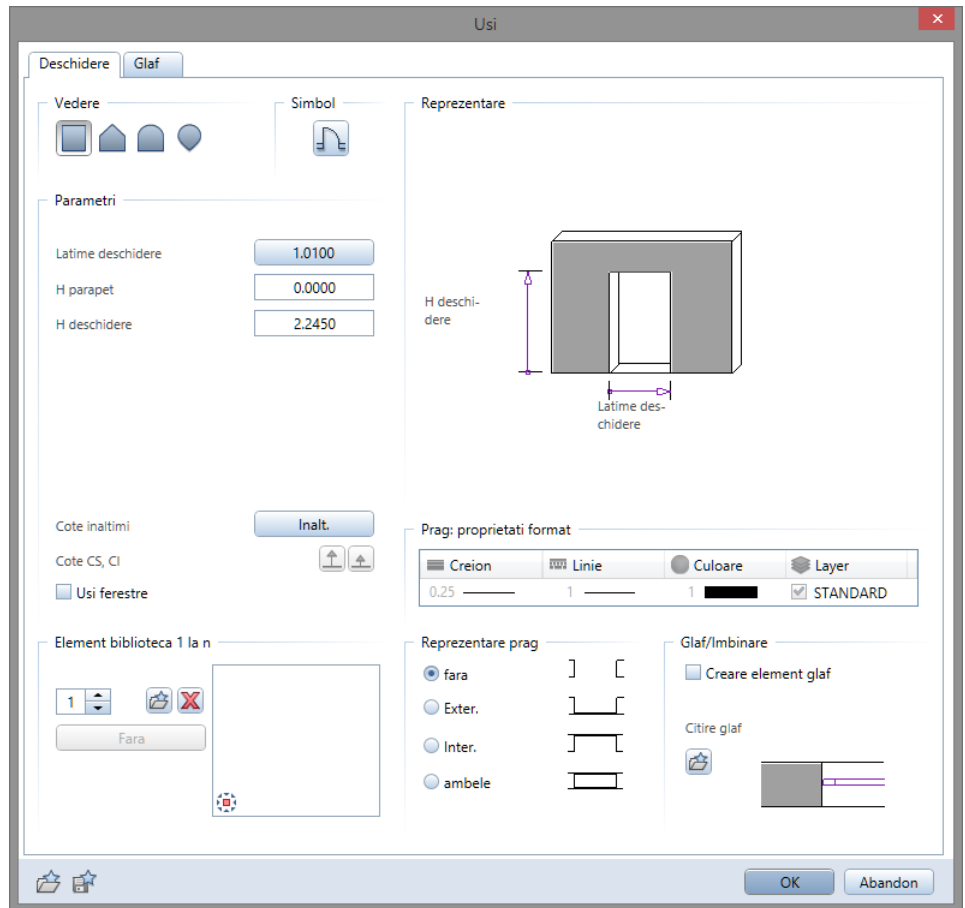 Usi
Deschidere Glaf
Vedere
Simbol
Reprezentare
Parametri
Latime deschidere 1.0100
H parapet 0.0000
H deschidere 2.2450
H deschi-
dere
Latime des-
chidere
Cote inaltimi Inalt.
Cote CS, CI
Usi ferestre
Prag: proprietati format
Creion Linie Culoare Layer
0.25 1 1 STANDARD
Element biblioteca 1 la n
1
Fara
Reprezentare prag
fara
Exter.
Inter.
ambele
Glaf/Imbinare
Creare element glaf
Citire glaf
OK Abandon